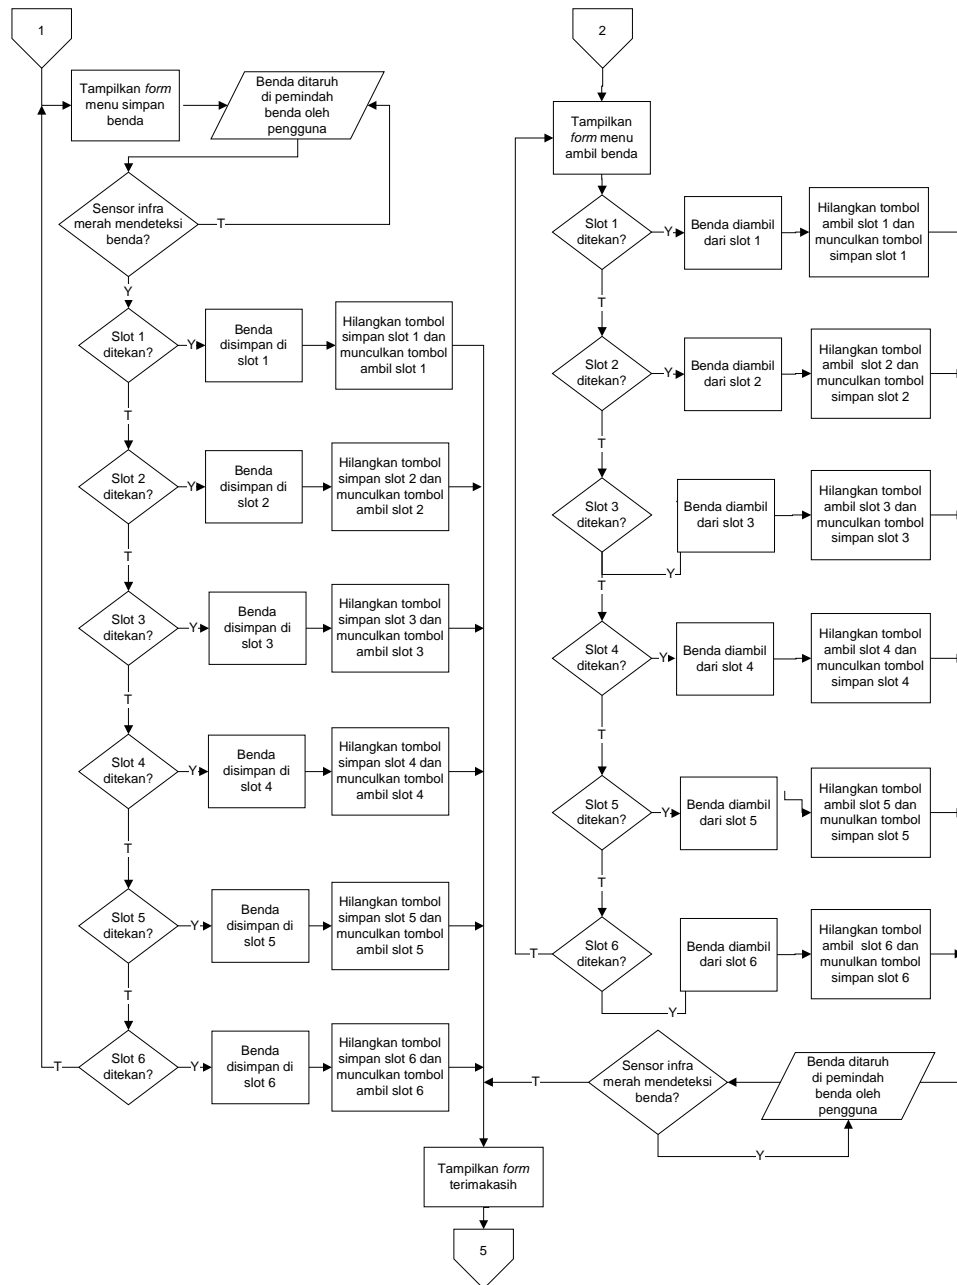 1
Tampilkan form
menu simpan
benda
Benda ditaruh
di pemindah
benda oleh
pengguna
Sensor infra
merah mendeteksi
benda?
T
Y
Slot 1
ditekan?
Y
Benda
disimpan di
slot 1
Hilangkan tombol
simpan slot 1 dan
munculkan tombol
ambil slot 1
T
Slot 2
ditekan?
Y
Benda
disimpan di
slot 2
Hilangkan tombol
simpan slot 2 dan
munculkan tombol
ambil slot 2
T
Slot 3
ditekan?
Y
Benda
disimpan di
slot 3
Hilangkan tombol
simpan slot 3 dan
munculkan tombol
ambil slot 3
T
Slot 4
ditekan?
Y
Benda
disimpan di
slot 4
Hilangkan tombol
simpan slot 4 dan
munculkan tombol
ambil slot 4
T
Slot 5
ditekan?
Y
Benda
disimpan di
slot 5
Hilangkan tombol
simpan slot 5 dan
munculkan tombol
ambil slot 5
T
Slot 6
ditekan?
T
Y
Benda
disimpan di
slot 6
Hilangkan tombol
simpan slot 6 dan
munculkan tombol
ambil slot 6
2
Tampilkan
form menu
ambil benda
Slot 1
ditekan?
Y
Benda diambil
dari slot 1
Hilangkan tombol
ambil slot 1 dan
munculkan tombol
simpan slot 1
T
Slot 2
ditekan?
Y
Benda diambil
dari slot 2
Hilangkan tombol
ambil slot 2 dan
munculkan tombol
simpan slot 2
T
Slot 3
ditekan?
Y
Benda diambil
dari slot 3
Hilangkan tombol
ambil slot 3 dan
munculkan tombol
simpan slot 3
T
Slot 4
ditekan?
Y
Benda diambil
dari slot 4
Hilangkan tombol
ambil slot 4 dan
munculkan tombol
simpan slot 4
T
Slot 5
ditekan?
Y
Benda diambil
dari slot 5
Hilangkan tombol
ambil slot 5 dan
munulkan tombol
simpan slot 5
T
Slot 6
ditekan?
T
Y
Benda diambil
dari slot 6
Hilangkan tombol
ambil slot 6 dan
munulkan tombol
simpan slot 6
Benda ditaruh
di pemindah
benda oleh
pengguna
Sensor infra
merah mendeteksi
benda?
T
Y
Tampilkan form
terimakasih
5